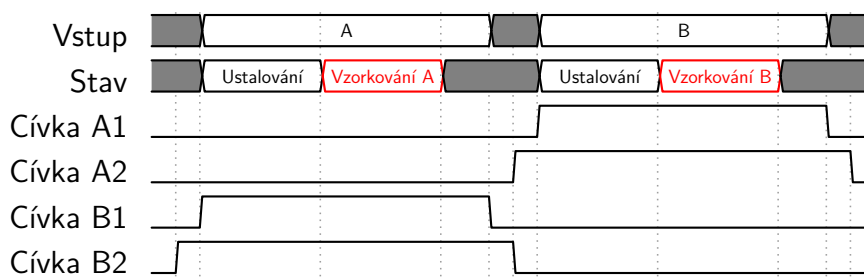 Vstup A B
Stav Ustalování Vzorkování A Ustalování Vzorkování B
Cívka A1
Cívka A2
Cívka B1
Cívka B2